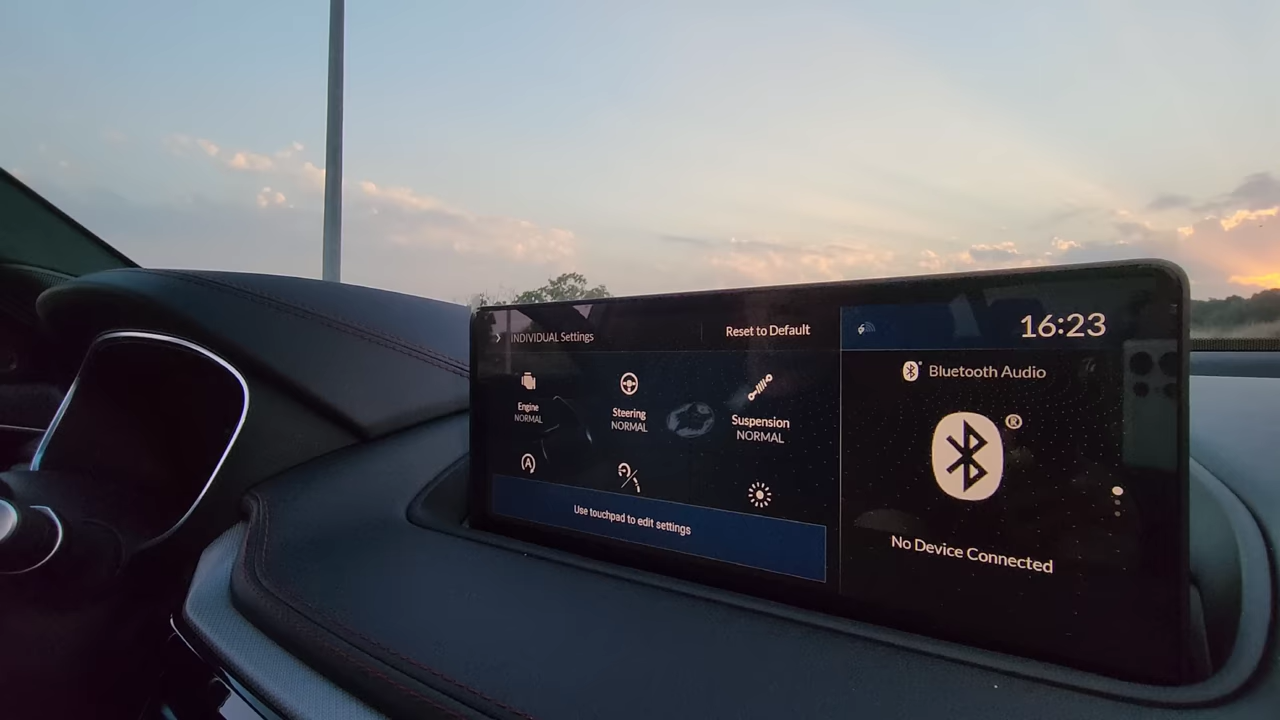 INDIVIDUAL Settings
Reset to Default
16:23
Bluetooth Audio
Engine
NORMAL
Steering
NORMAL
Suspension
NORMAL
®
Use touchpad to edit settings
No Device Connected